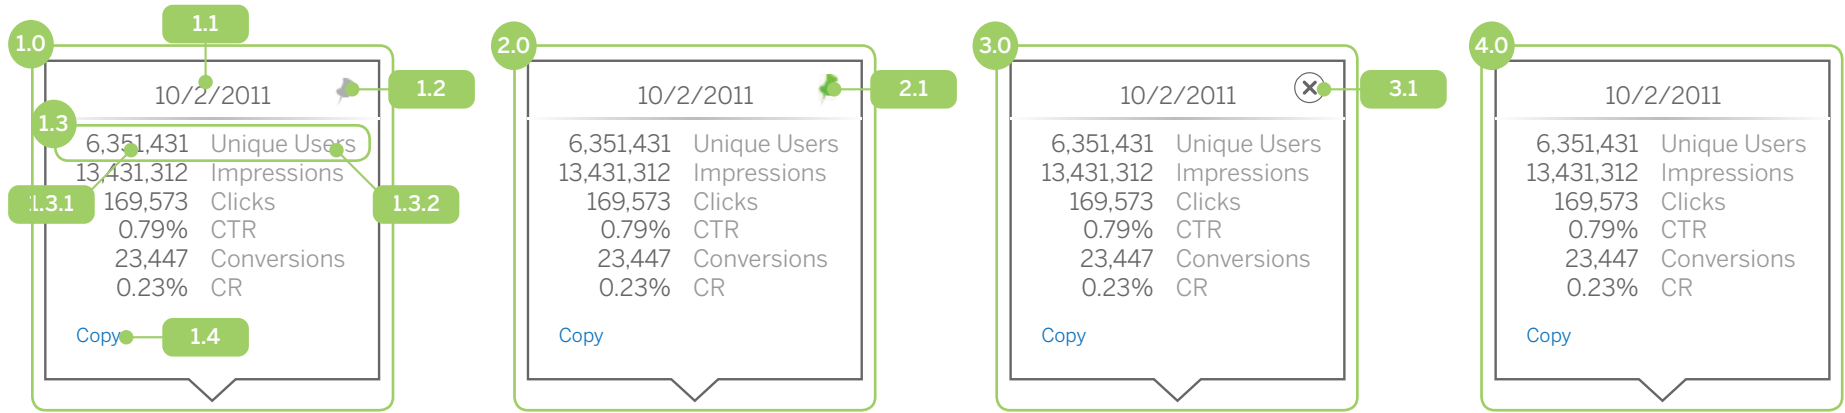 1.0
1.1
10/2/2011
1.2
1.3
6,351,431 Unique Users
13,431,312 Impressions
1.3.1
169,573 Clicks
1.3.2
0.79% CTR
23,447 Conversions
0.23% CR
Copy
1.4
2.0
10/2/2011
2.1
6,351,431 Unique Users
13,431,312 Impressions
169,573 Clicks
0.79% CTR
23,447 Conversions
0.23% CR
Copy
3.0
10/2/2011
3.1
6,351,431 Unique Users
13,431,312 Impressions
169,573 Clicks
0.79% CTR
23,447 Conversions
0.23% CR
Copy
4.0
10/2/2011
6,351,431 Unique Users
13,431,312 Impressions
169,573 Clicks
0.79% CTR
23,447 Conversions
0.23% CR
Copy